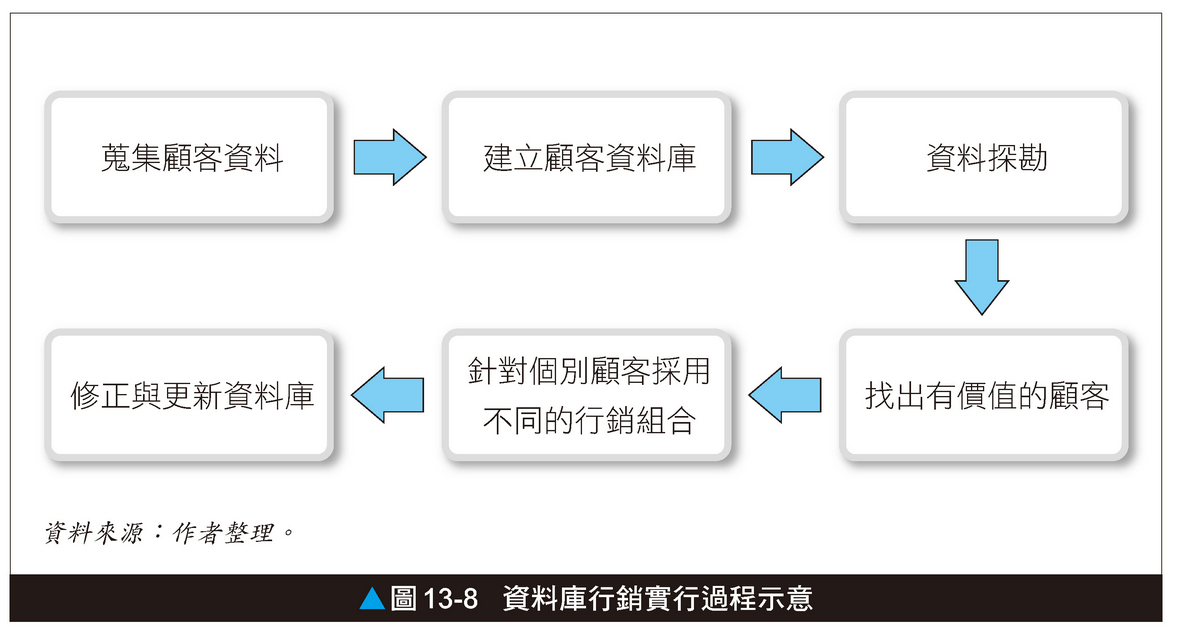 蒐集顧客資料
建立顧客資料庫
資料探勘
找出有價值的顧客
針對個別顧客採用
不同的行銷組合
修正與更新資料庫
資料來源：作者整理。
▲圖 13-8 資料庫行銷實行過程示意